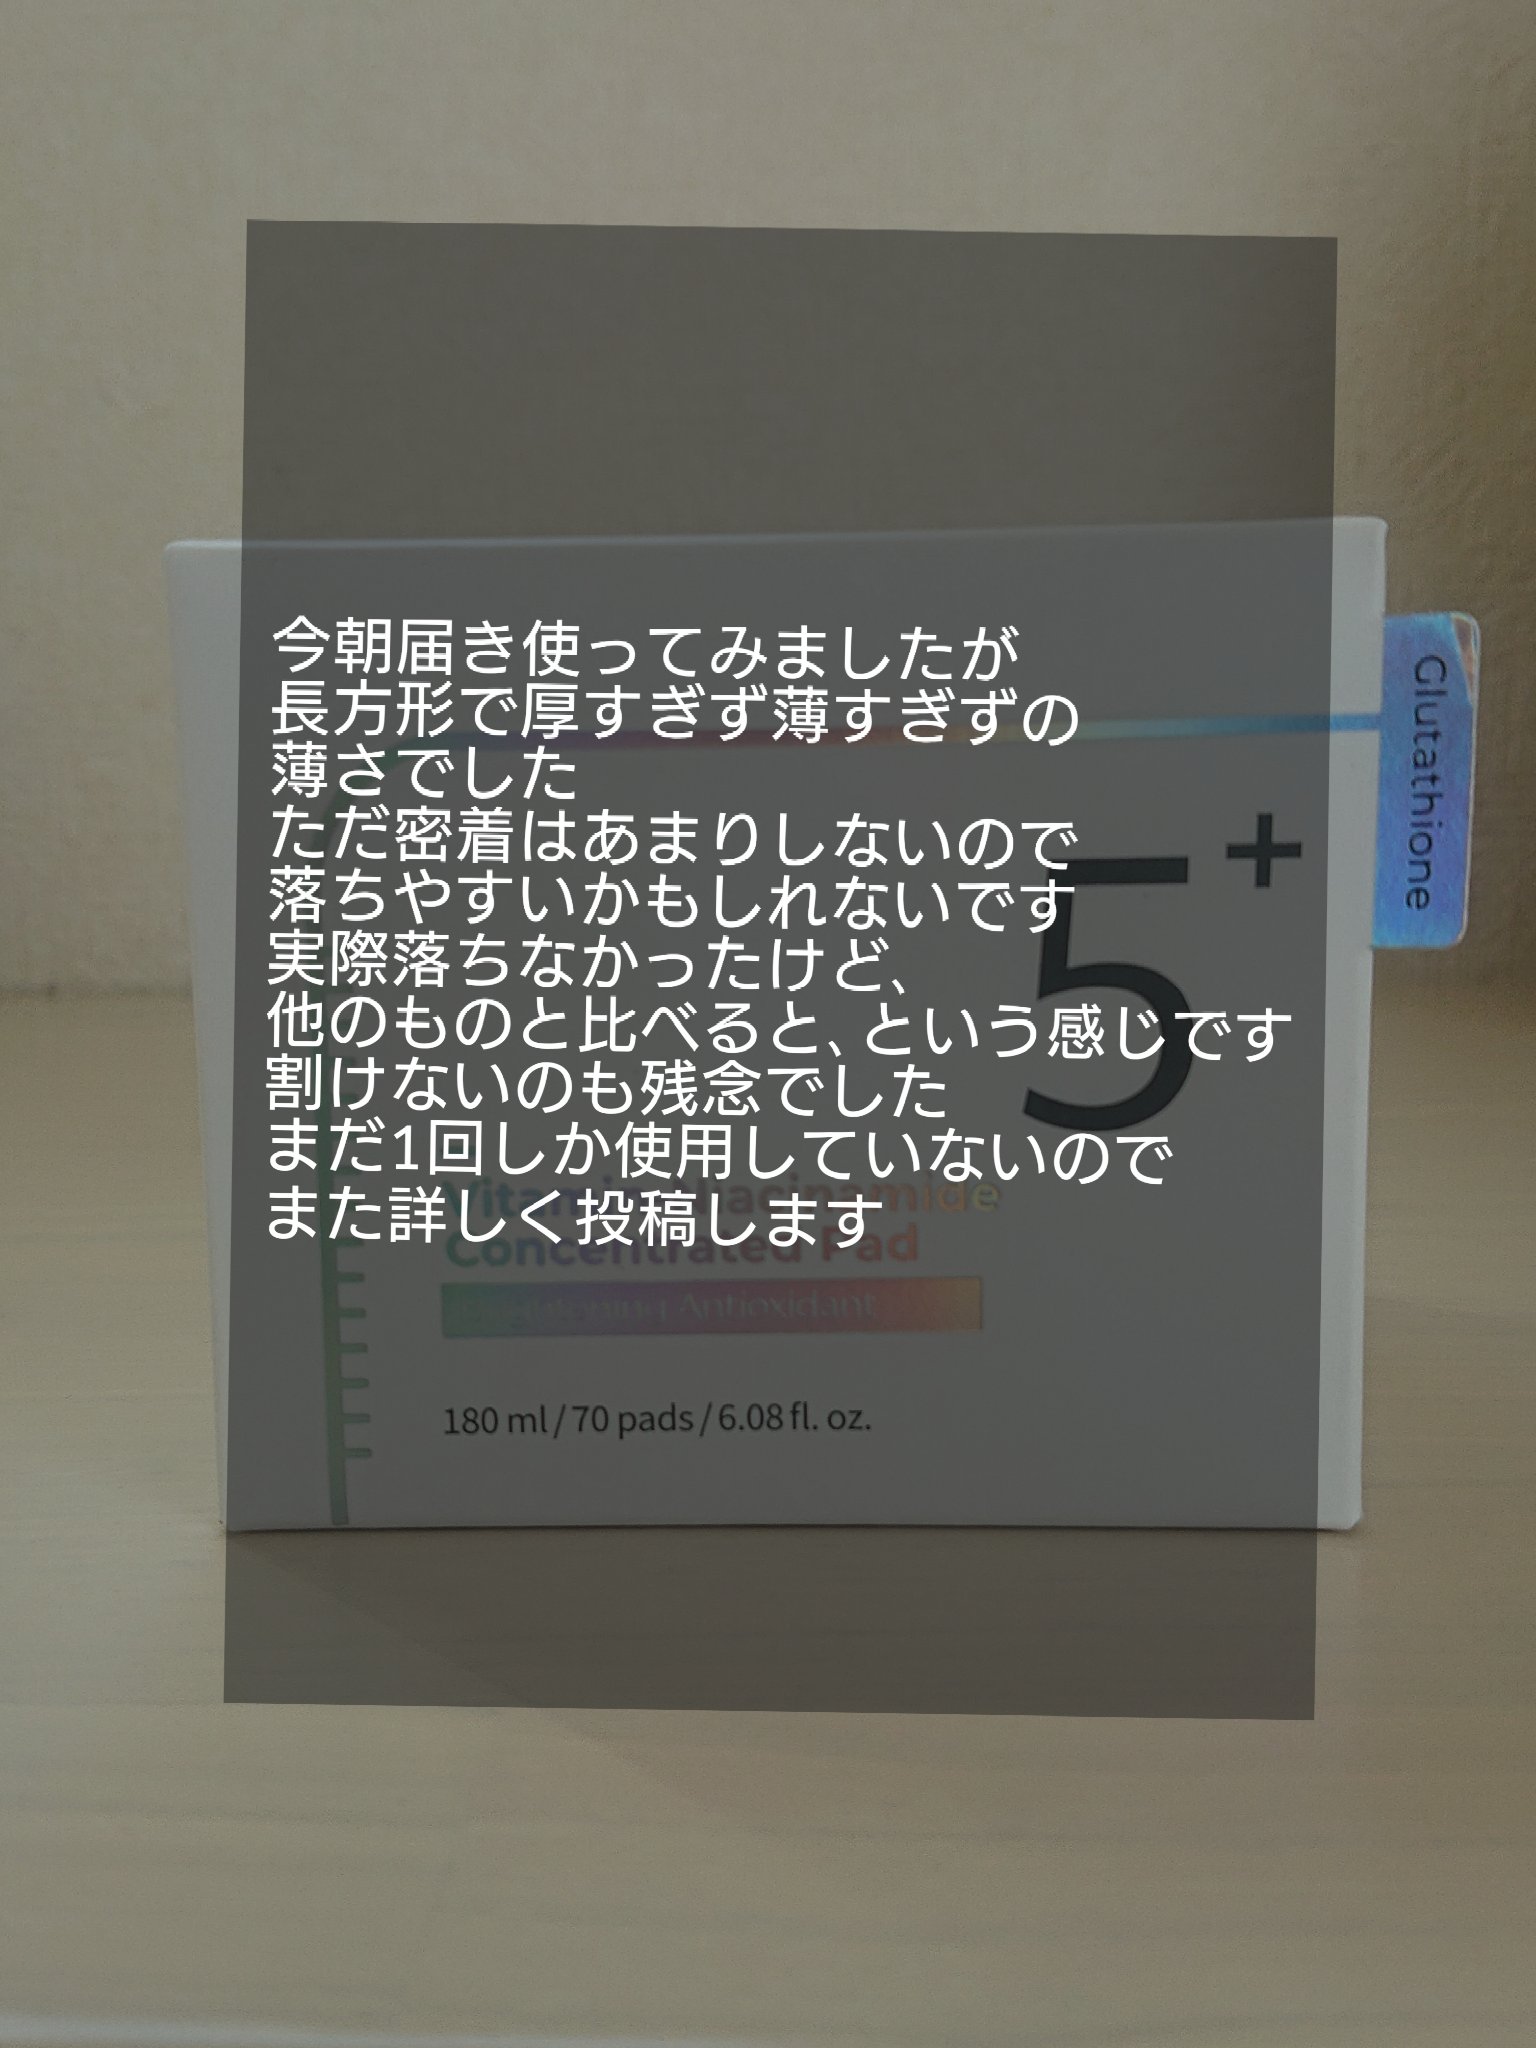 今朝届き使ってみましたが
長方形で厚すぎず薄すぎずの
薄さでした
ただ密着はあまりしないので
落ちやすいかもしれないです
実際落ちなかったけど、
他のものと比べると、という感じです
割けないのも残念でした
まだ1回しか使用していないので
また詳しく投稿します
5+
Glutathione
Vitamin Niacinamide
Concentrated Pad
Brightening Antioxidant
180 ml / 70 pads / 6.08 fl. oz.